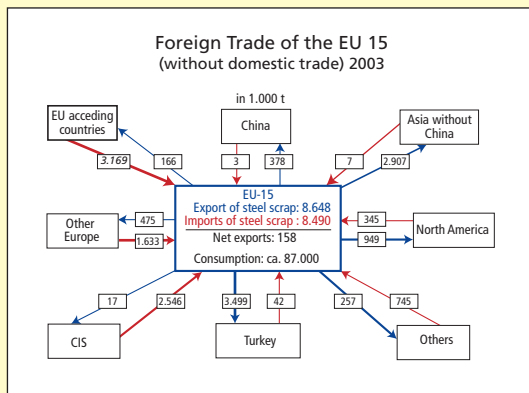 Foreign Trade of the EU 15
(without domestic trade) 2003
in 1.000 t
EU acceding
countries
China
Asia without
China
3.169
166
3
378
7
2.907
EU-15
Export of steel scrap: 8.648
Imports of steel scrap : 8.490
Net exports: 158
Consumption: ca. 87.000
Other
Europe
475
1.633
345
949
North America
17
2.546
3.499
42
257
745
CIS
Turkey
Others